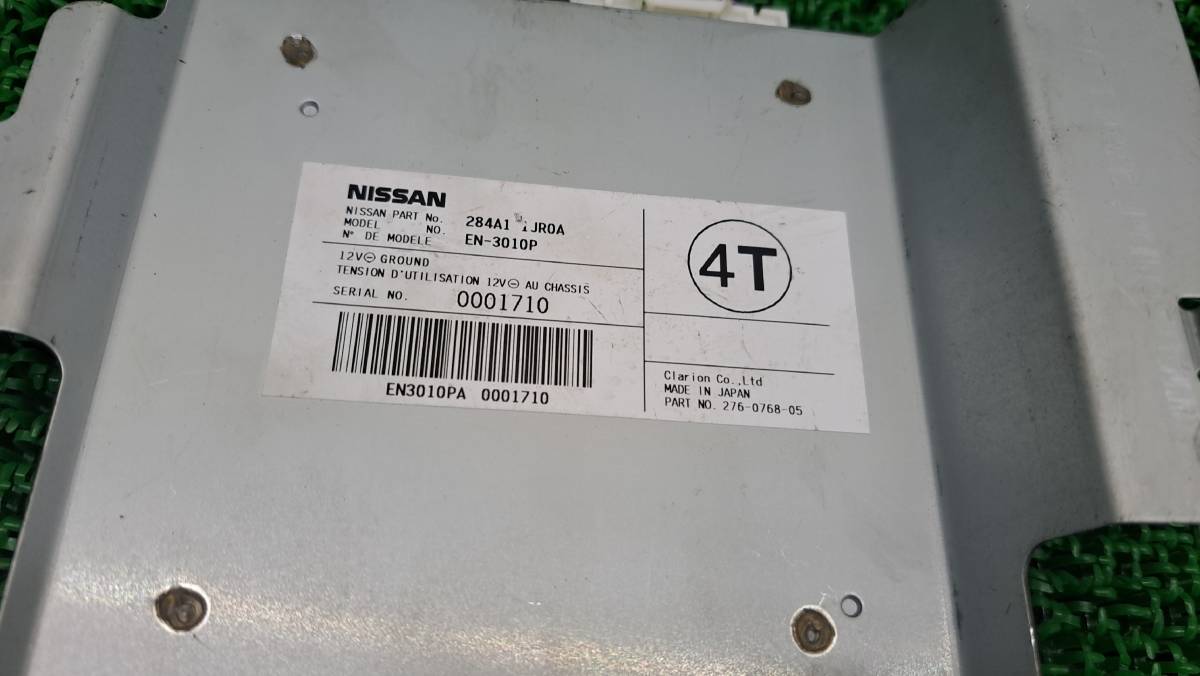 NISSAN
NISSAN PART No. 284A1 1JR0A
MODEL NO. EN-3010P
N° DE MODELE
12V⊖ GROUND
TENSION D'UTILISATION 12V⊖ AU CHASSIS
SERIAL NO. 0001710
EN3010PA 0001710
4T
Clarion Co.,Ltd
MADE IN JAPAN
PART NO. 276-0768-05